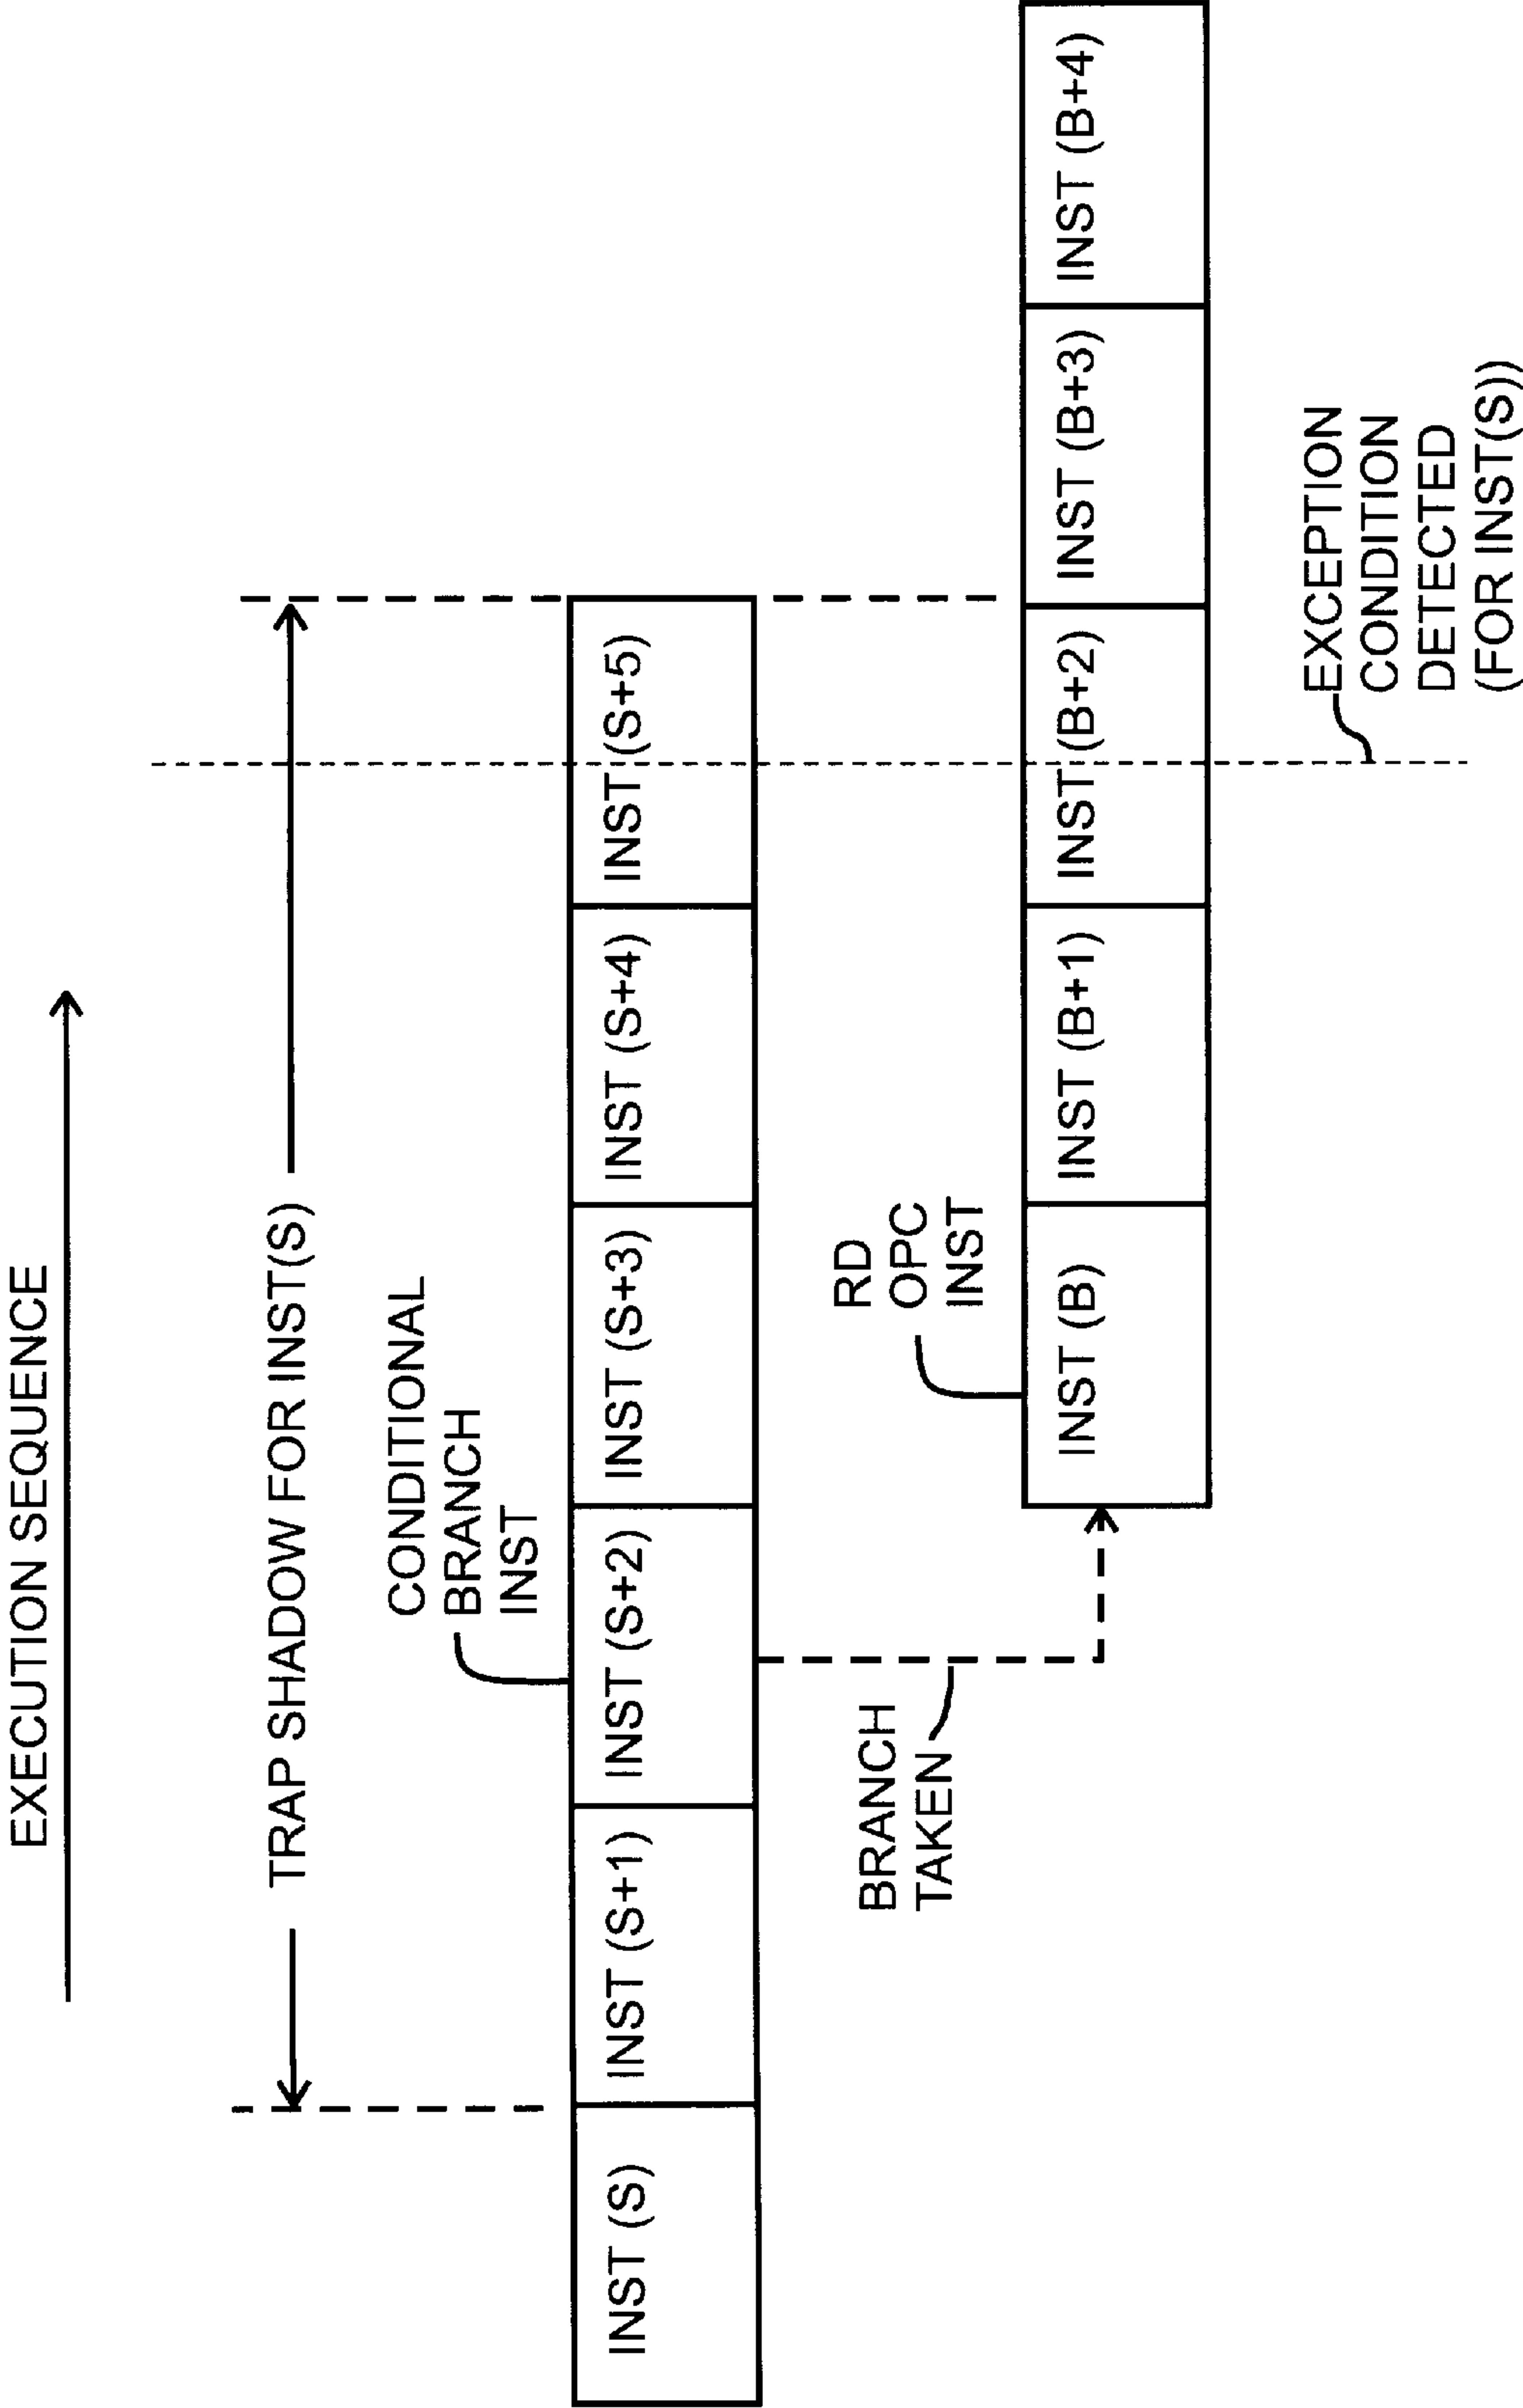 EXECUTION SEQUENCE
TRAP SHADOW FOR INST(S)
CONDITIONAL
BRANCH
INST
INST (S)
INST (S+1)
INST (S+2)
INST (S+3)
INST (S+4)
INST (S+5)
BRANCH
TAKEN
RD
OPC
INST
INST (B)
INST (B+1)
INST (B+2)
INST (B+3)
INST (B+4)
EXCEPTION
CONDITION
DETECTED
(FOR INST(S))